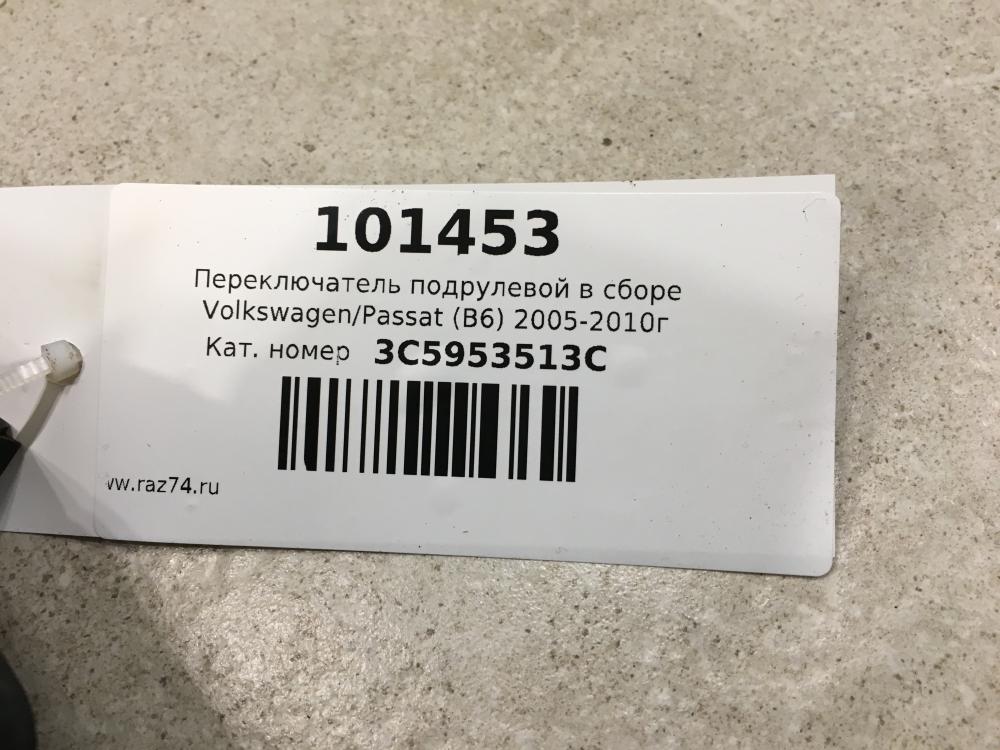 101453
Переключатель подрулевой в сборе
Volkswagen/Passat (B6) 2005-2010г
Кат. номер 3C5953513C
ww.raz74.ru